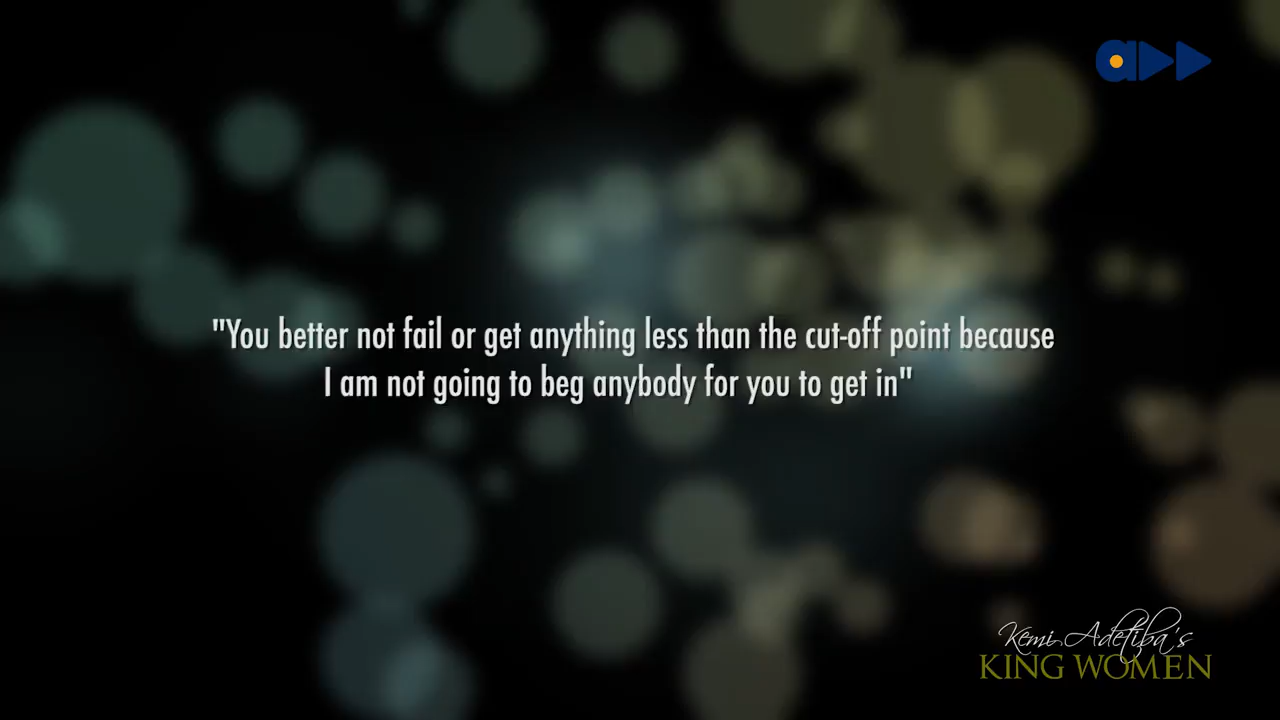 "You better not fail or get anything less than the cut-off point because
I am not going to beg anybody for you to get in"
Kemi Adetiba's
KING WOMEN